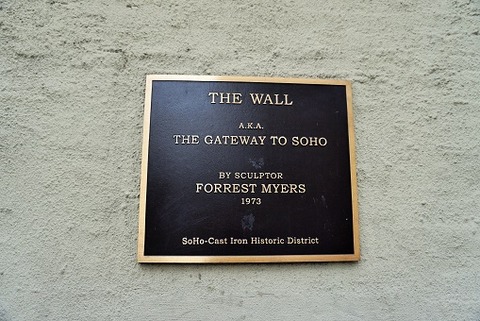 THE WALL
A.K.A.
THE GATEWAY TO SOHO
BY SCULPTOR
FORREST MYERS
1973
SoHo-Cast Iron Historic District